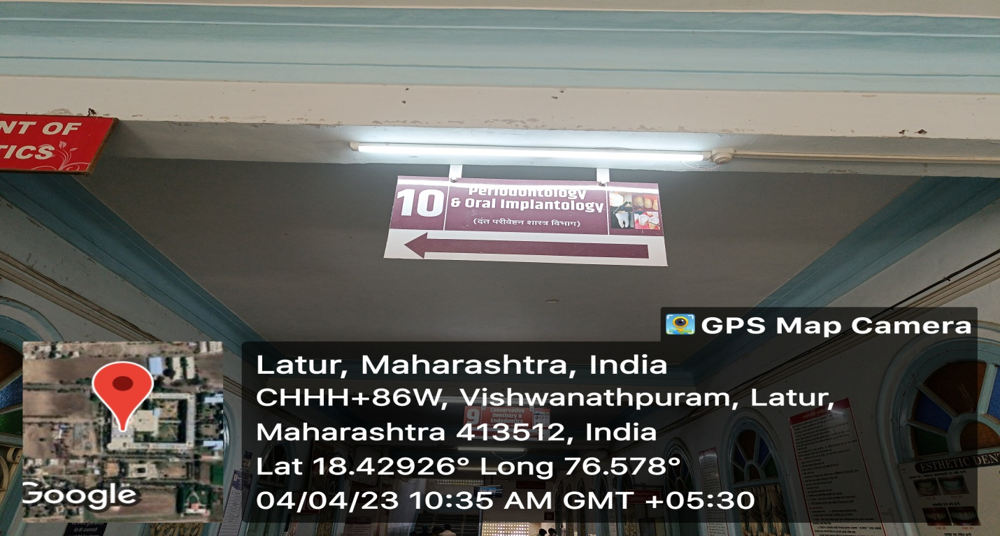 NT OF
TICS
10
Periodontology
& Oral Implantology
(दंत परीवेष्टन शास्त्र विभाग)
GPS Map Camera
Latur, Maharashtra, India
CHHH+86W, Vishwanathpuram, Latur,
Maharashtra 413512, India
Lat 18.42926° Long 76.578°
04/04/23 10:35 AM GMT +05:30
Google
9
Conservative
Dentistry &
Endodontics
ESTHETIC DENT